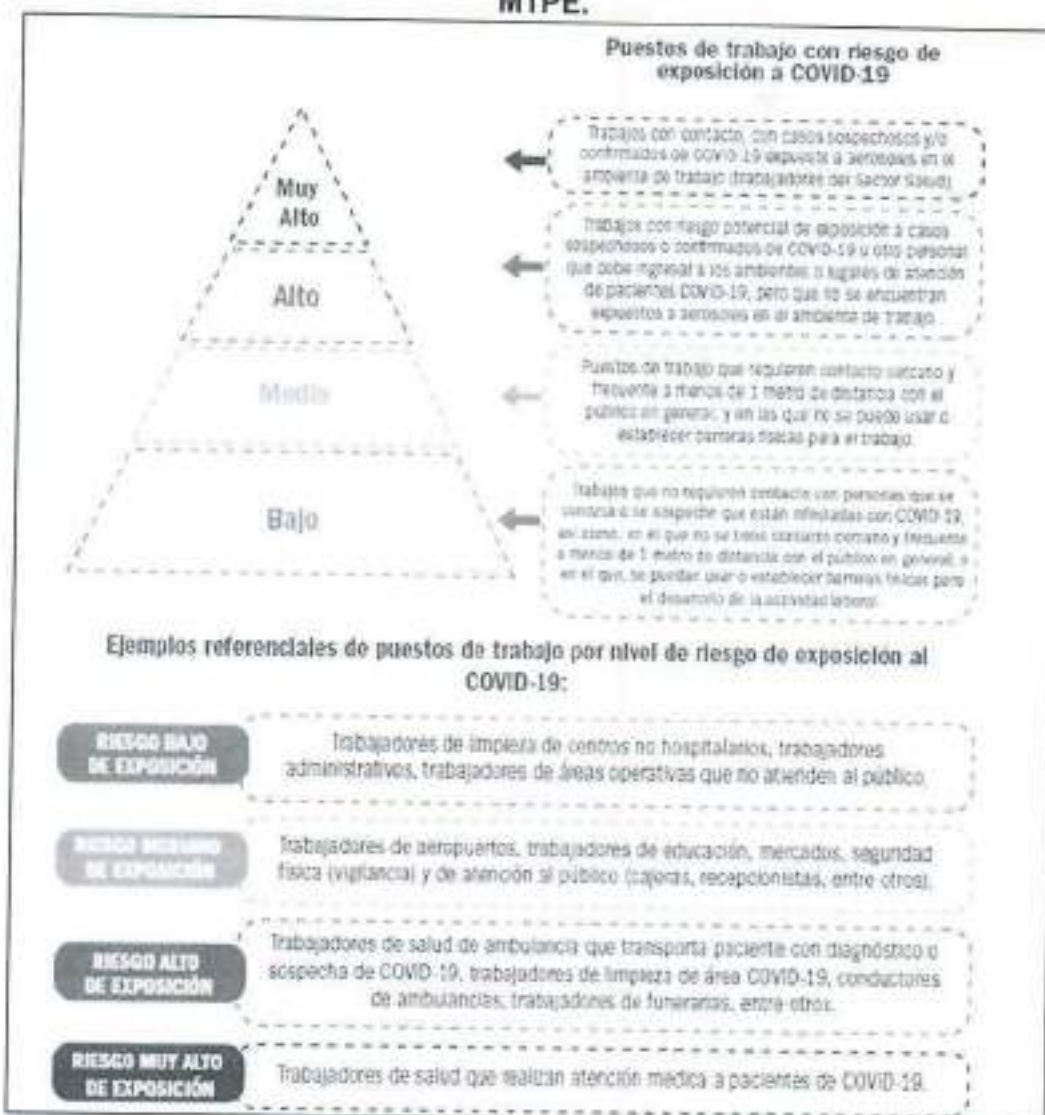 MTPE.
Puestos de trabajo con riesgo de
exposición a COVID-19
Muy
Alto
Trabajos con contacto, con casos sospechosos y/o
confirmados de COVID-19 expuesto a aerosoles en el
ambiente de trabajo (trabajadores del Sector Salud)
Alto
Trabajos con riesgo potencial de exposición a casos
sospechosos o confirmados de COVID-19 u otro personal
que debe ingresar a los ambientes o lugares de atención
de pacientes COVID-19, pero que no se encuentran
expuestos a aerosoles en el ambiente de trabajo
Medio
Puestos de trabajo que requieren contacto cercano y
frecuente a menos de 1 metro de distancia con el
público en general, y en las que no se puede usar o
establecer barreras físicas para el trabajo.
Bajo
Trabajos que no requieren contacto con personas que se
conozca o se sospeche que están infectadas con COVID-19,
así como, en el que no se tiene contacto cercano y frecuente
a menos de 1 metro de distancia con el público en general, o
en el que, se puedan usar o establecer barreras físicas para
el desarrollo de la actividad laboral.
Ejemplos referenciales de puestos de trabajo por nivel de riesgo de exposición al
COVID-19:
RIESGO BAJO
DE EXPOSICIÓN
Trabajadores de limpieza de centros no hospitalarios, trabajadores
administrativos, trabajadores de áreas operativas que no atienden al público.
RIESGO MEDIANO
DE EXPOSICIÓN
Trabajadores de aeropuertos, trabajadores de educación, mercados, seguridad
física (vigilancia) y de atención al público (cajeras, recepcionistas, entre otros).
RIESGO ALTO
DE EXPOSICIÓN
Trabajadores de salud de ambulancia que transporta paciente con diagnóstico o
sospecha de COVID-19, trabajadores de limpieza de área COVID-19, conductores
de ambulancias, trabajadores de funerarias, entre otros.
RIESGO MUY ALTO
DE EXPOSICIÓN
Trabajadores de salud que realizan atención médica a pacientes de COVID-19.